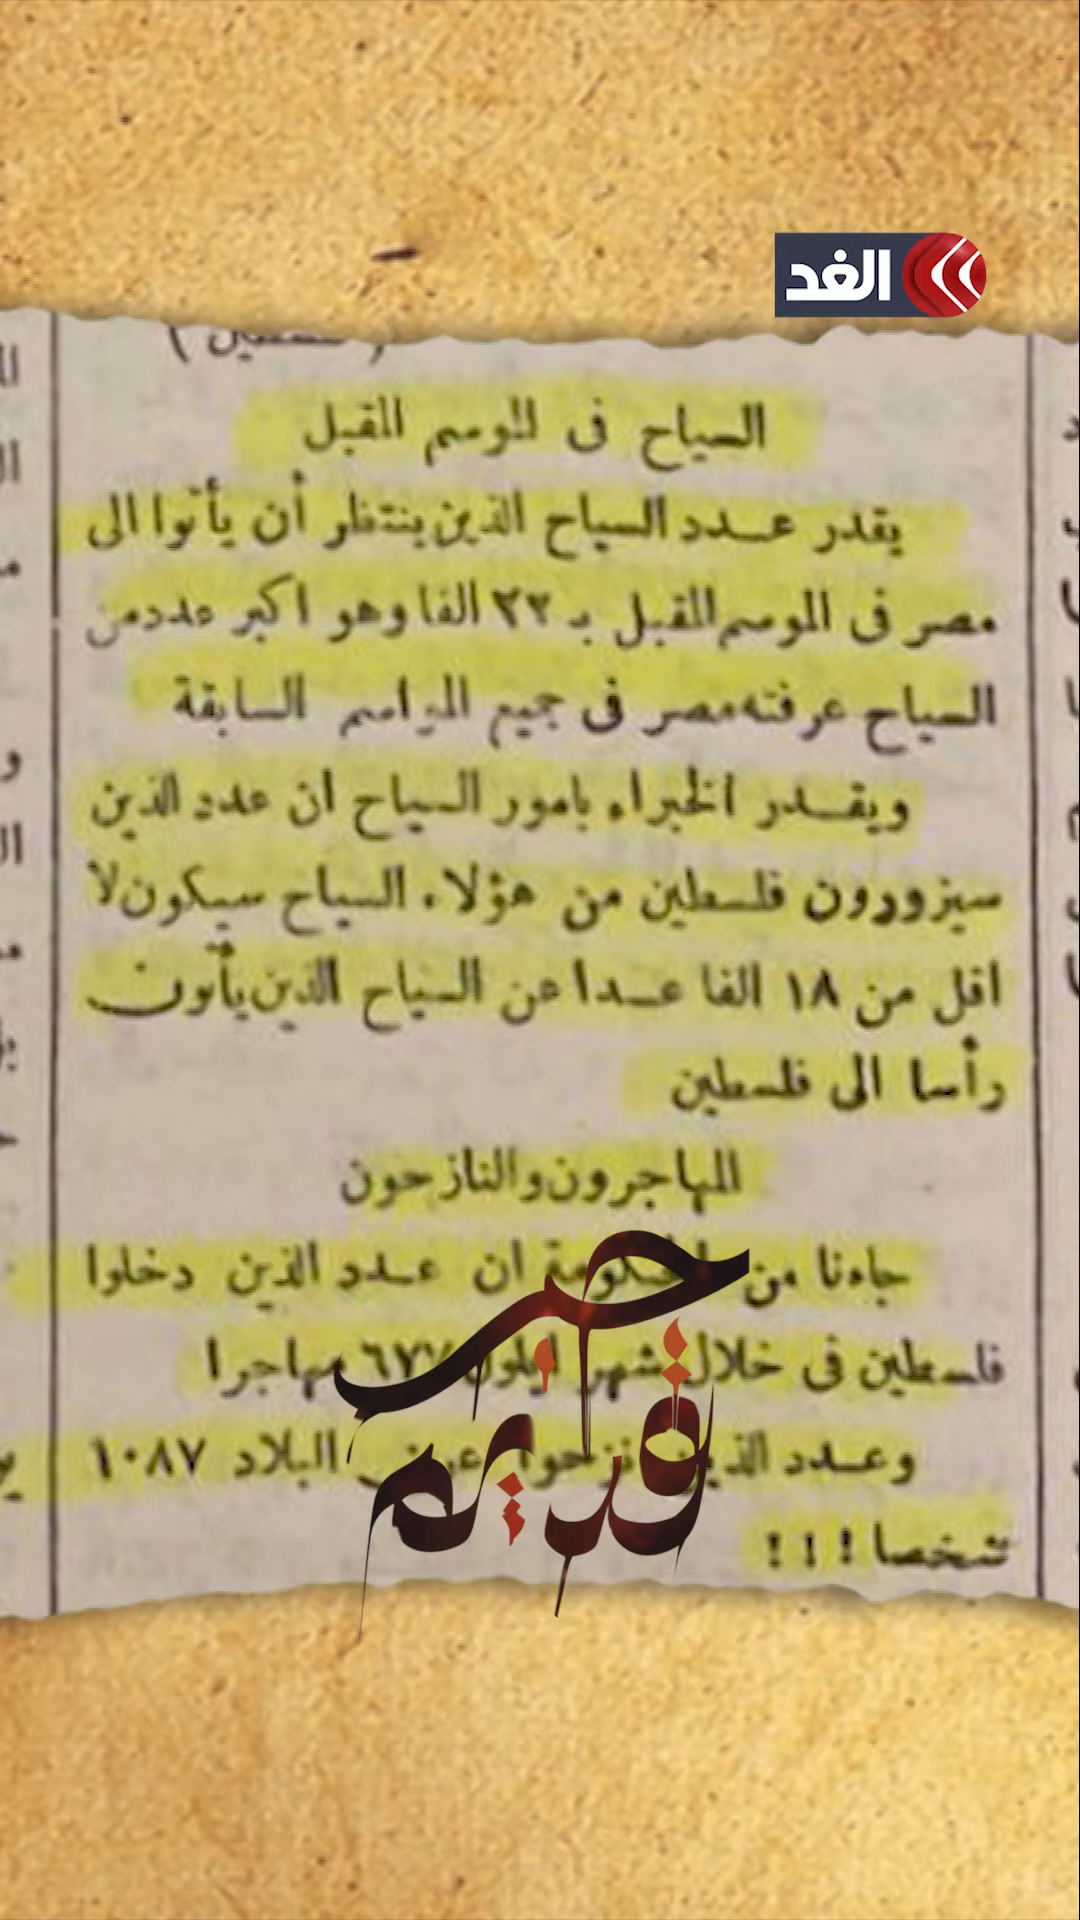 الغد
السياح فى الموسم المقبل
يقدر عدد السياح الذين ينتظر أن يأتوا الى
مصر فى الموسم المقبل بـ ٢٢ الفا وهو اكبر عدد من
السياح عرفته مصر فى جميع المواسم السابقة
ويقدر الخبراء بامور السياح ان عدد الذين
سيزورون فلسطين من هؤلاء السياح سيكون لا
اقل من ١٨ الفا عدا عن السياح الذين يأتون
رأسا الى فلسطين
المهاجرون والنازحون
جاءنا من الحكومة ان عدد الذين دخلوا
فلسطين فى خلال شهر ايلول ٦٧٧ مهاجرا
وعدد الذين نزحوا عن البلاد ١٠٨٧
شخصا ! ! !
حبر
قديم